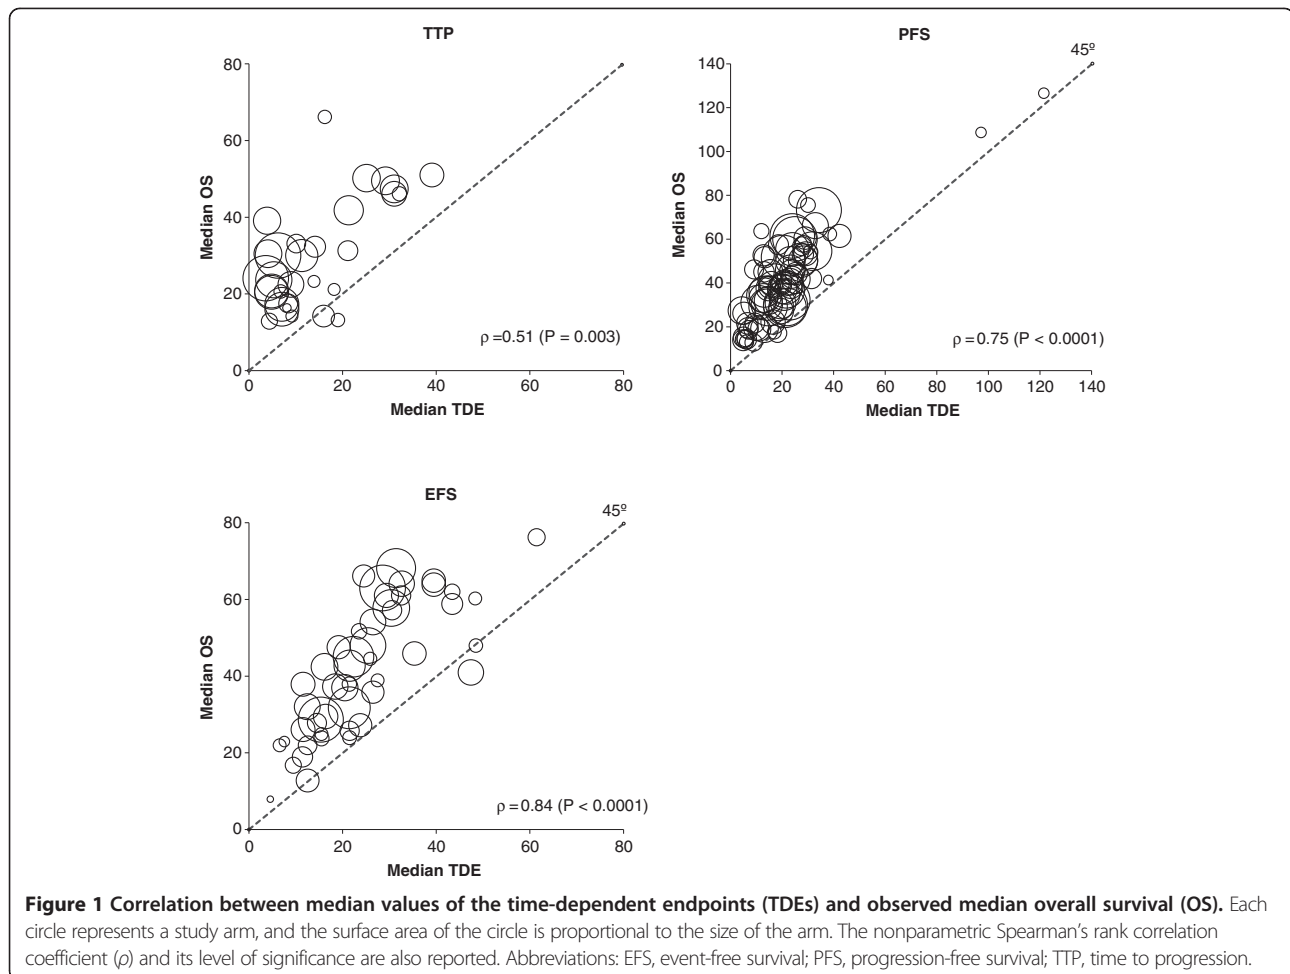 TTP
80
60
40
20
0
Median OS
0 20 40 60 80
Median TDE
ρ =0.51 (P = 0.003)
PFS
45º
140
120
100
80
60
40
20
0
Median OS
0 20 40 60 80 100 120 140
Median TDE
ρ =0.75 (P < 0.0001)
EFS
45º
80
60
40
20
0
Median OS
0 20 40 60 80
Median TDE
ρ =0.84 (P < 0.0001)
Figure 1 Correlation between median values of the time-dependent endpoints (TDEs) and observed median overall survival (OS). Each
circle represents a study arm, and the surface area of the circle is proportional to the size of the arm. The nonparametric Spearman's rank correlation
coefficient (ρ) and its level of significance are also reported. Abbreviations: EFS, event-free survival; PFS, progression-free survival; TTP, time to progression.